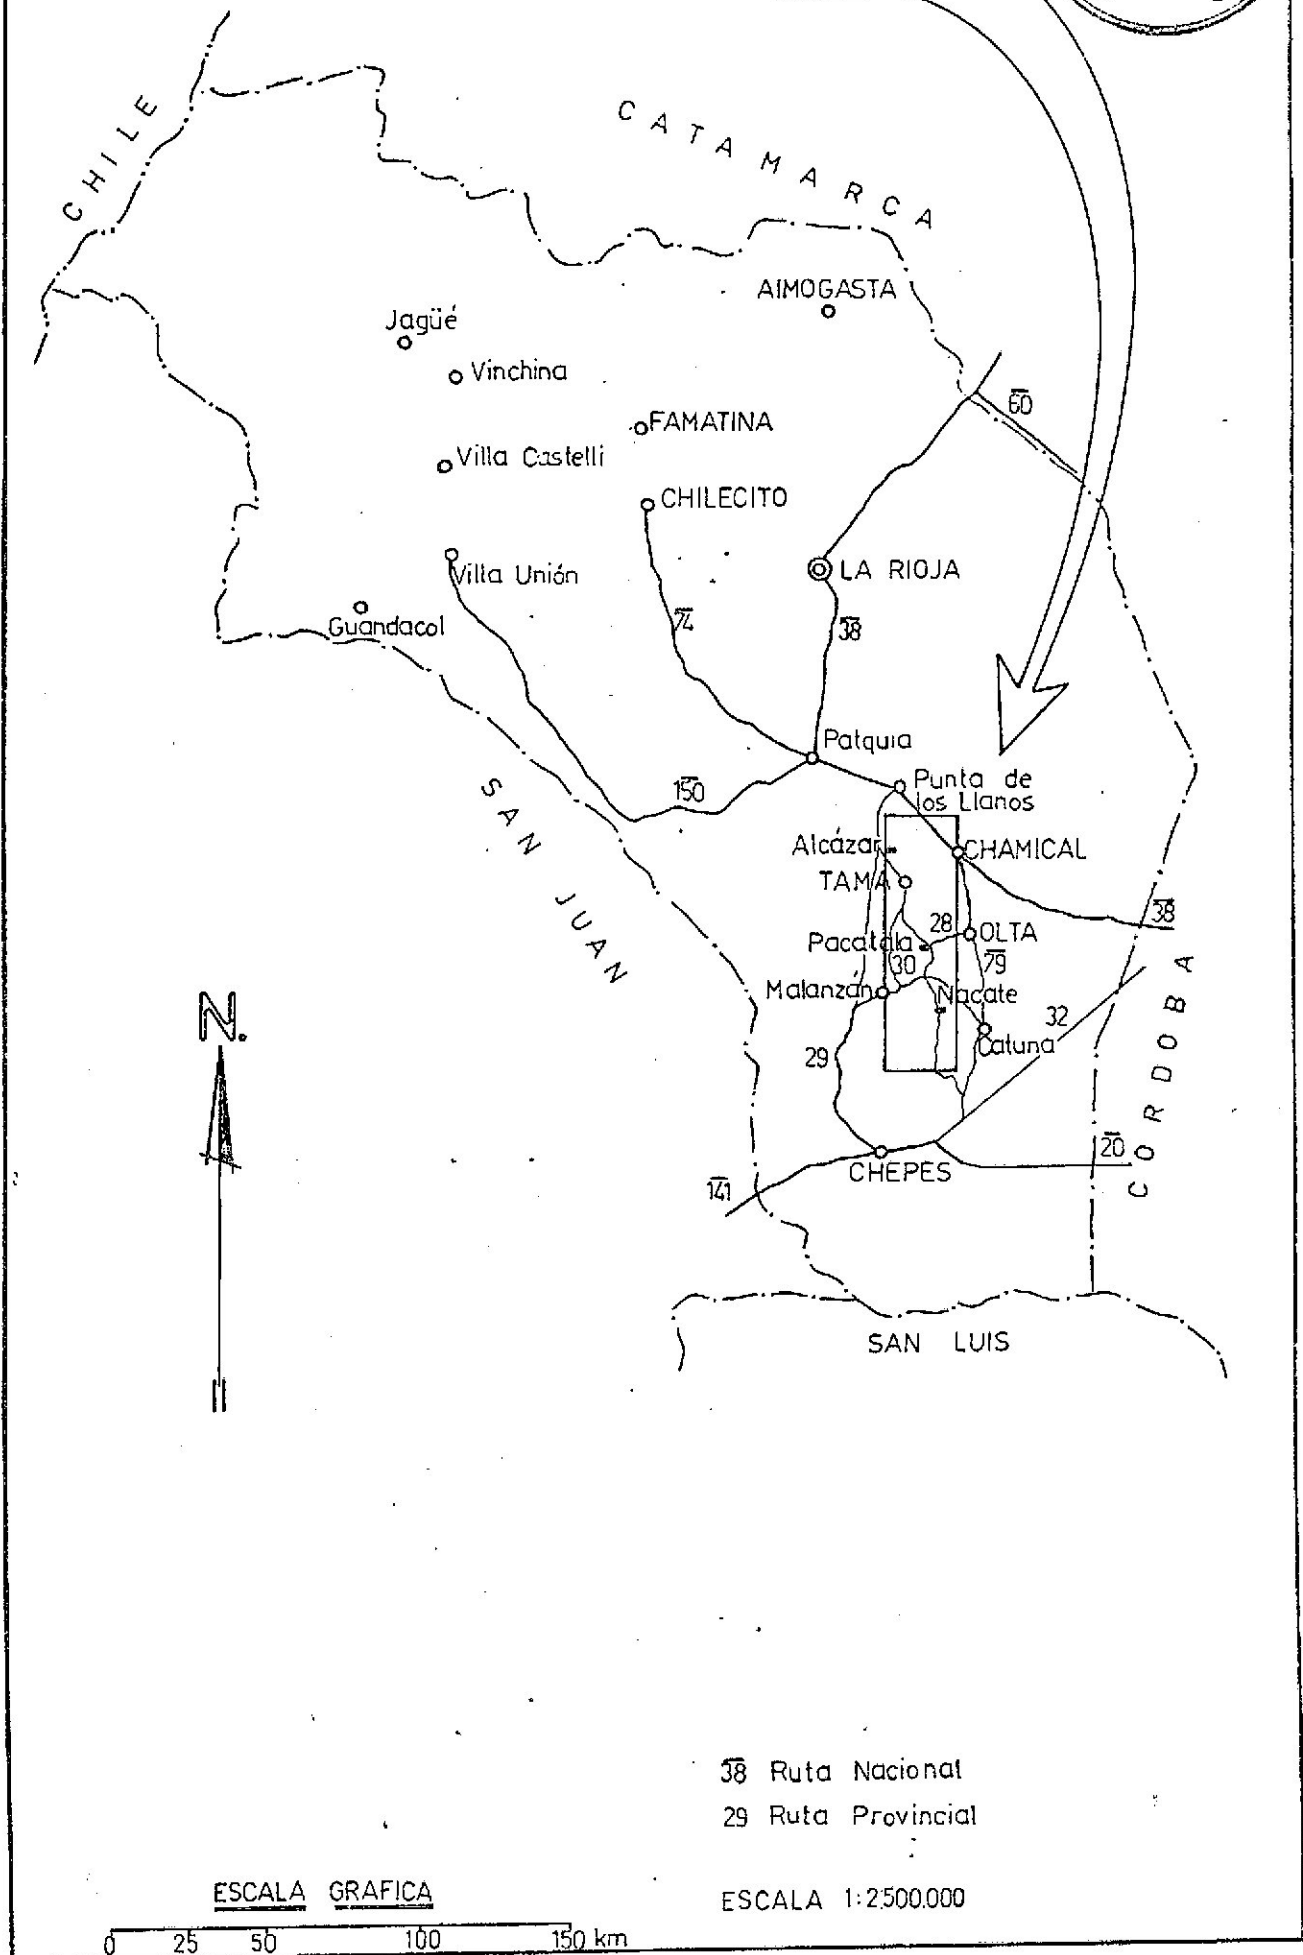 CHILE
CATAMARCA
AIMOGASTA
Jagüé
Vinchina
60
FAMATINA
Villa Castelli
CHILECITO
Villa Unión
LA RIOJA
Guandacol
74
38
Patquia
SAN JUAN
150
Punta de
los Llanos
Alcázar
CHAMICAL
TAMA
38
28
OLTA
Pacatala
30
79
Malanzán
Nacate
N.
32
29
Catuna
CORDOBA
20
CHEPES
141
SAN LUIS
38 Ruta Nacional
29 Ruta Provincial
ESCALA GRAFICA
ESCALA 1:2.500.000
0 25 50 100 150 km